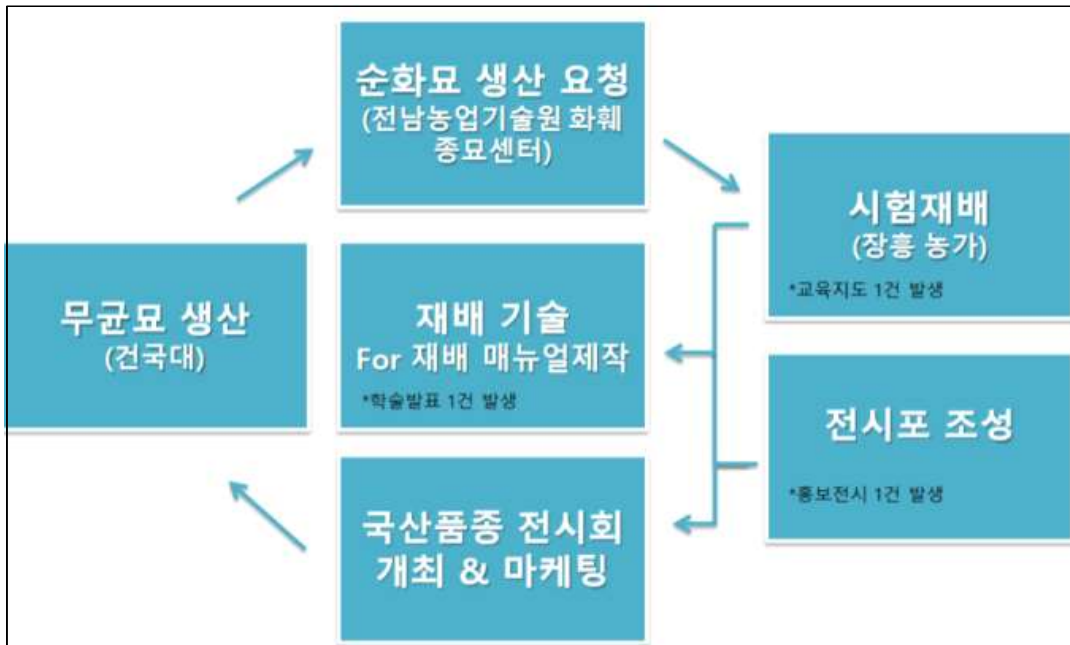 순화묘 생산 요청
(전남농업기술원 화훼
종묘센터)
시험재배
(장흥 농가)
*교육지도 1건 발생
무균묘 생산
(건국대)
재배 기술
For 재배 매뉴얼제작
*학술발표 1건 발생
전시포 조성
*홍보전시 1건 발생
국산품종 전시회
개최 & 마케팅